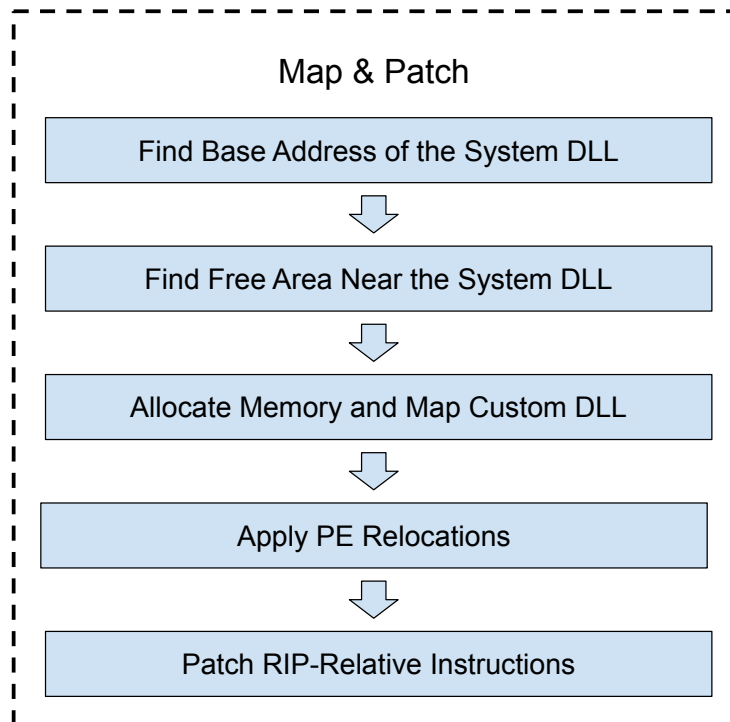 Map & Patch
Find Base Address of the System DLL
Find Free Area Near the System DLL
Allocate Memory and Map Custom DLL
Apply PE Relocations
Patch RIP-Relative Instructions